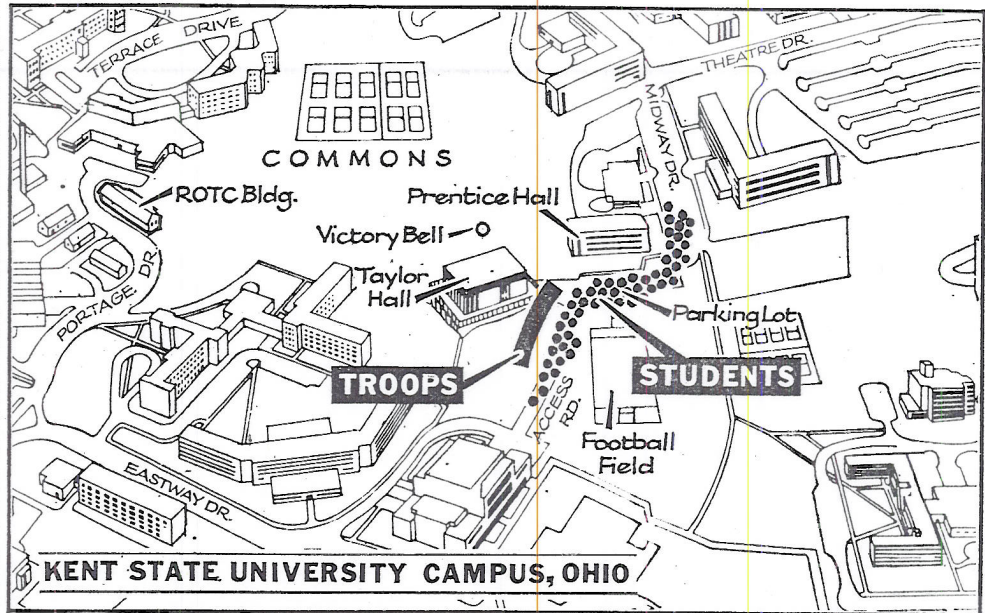 TERRACE DRIVE
THEATRE DR.
MIDWAY DR.
COMMONS
ROTC Bldg.
Prentice Hall
Victory Bell
Taylor
Hall
PORTAGE DR.
Parking Lot
TROOPS
STUDENTS
ACCESS
RD.
Football
Field
EASTWAY DR.
KENT STATE UNIVERSITY CAMPUS, OHIO